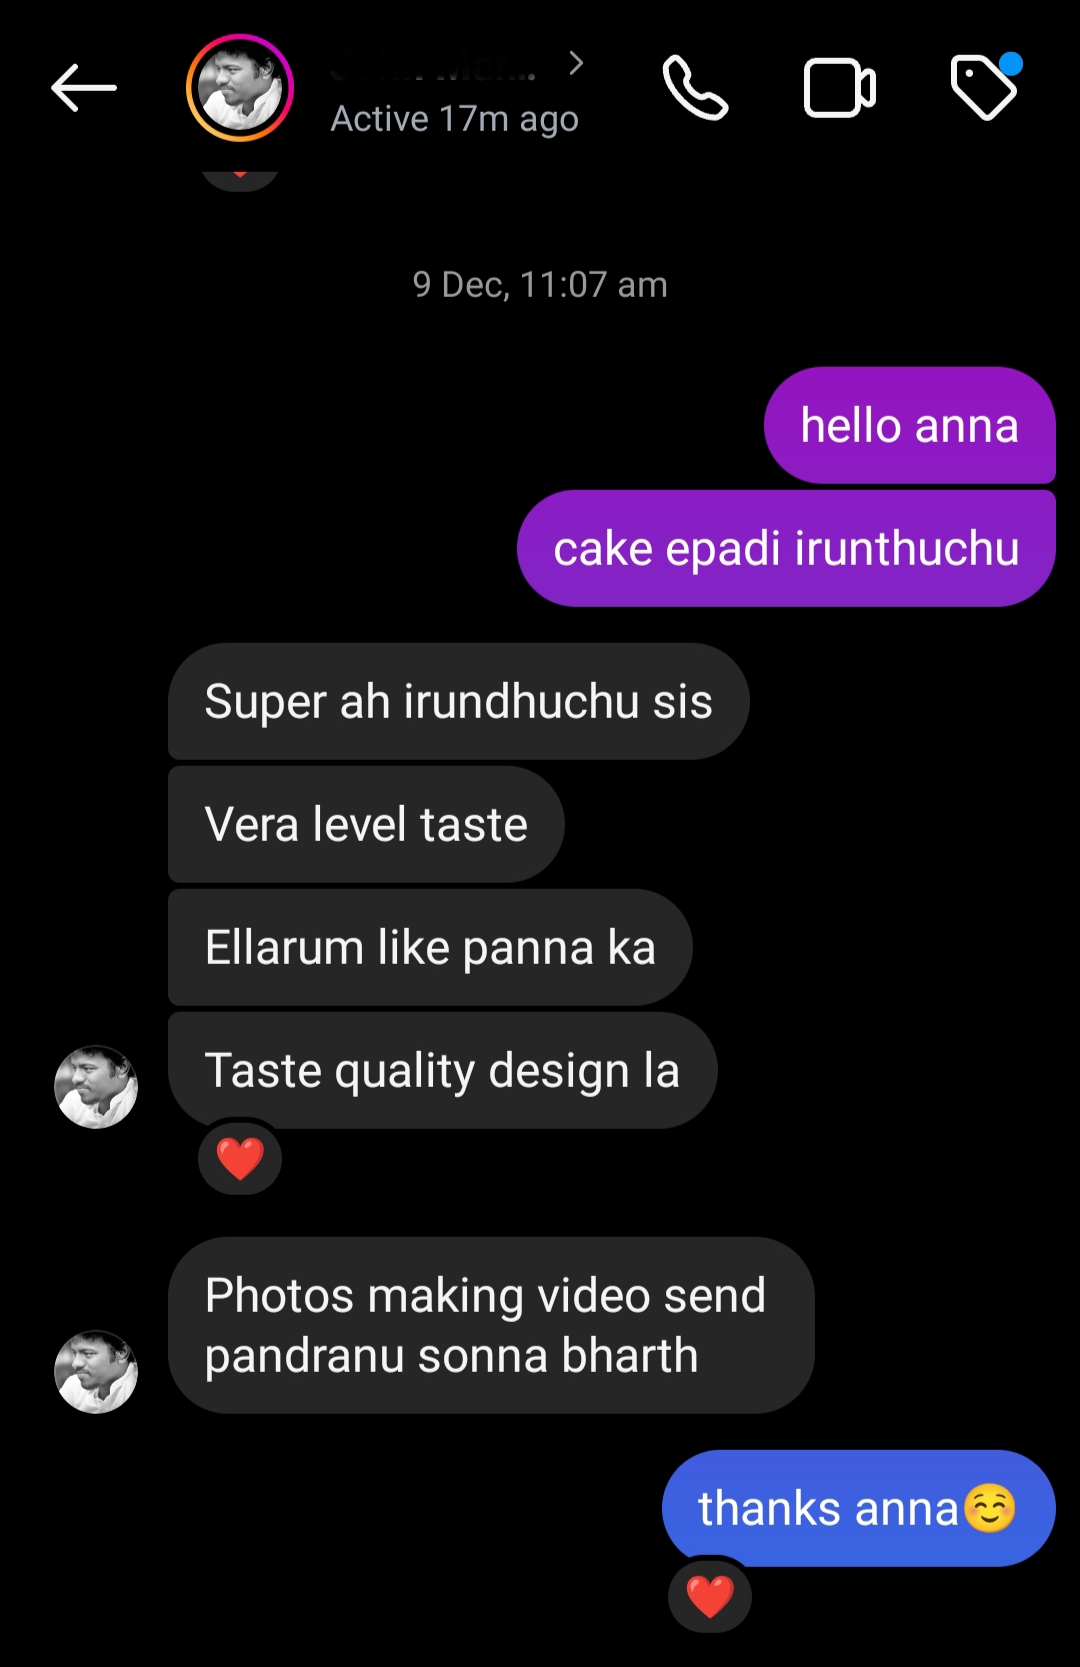 Active 17m ago
9 Dec, 11:07 am
hello anna
cake epadi irunthuchu
Super ah irundhuchu sis
Vera level taste
Ellarum like panna ka
Taste quality design la
❤️
Photos making video send
pandranu sonna bharth
thanks anna☺️
❤️